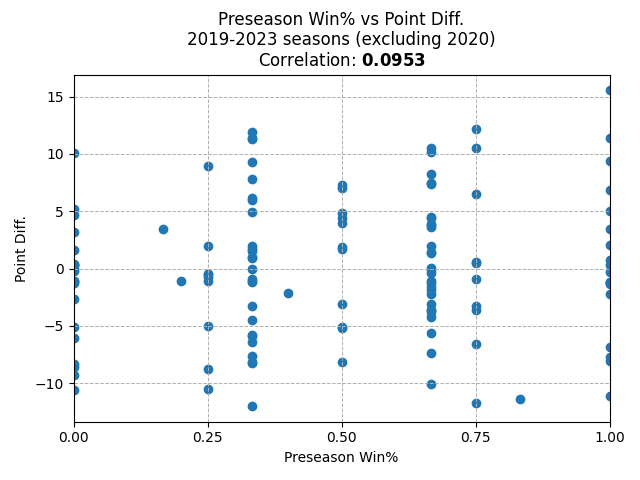 Preseason Win% vs Point Diff.
2019-2023 seasons (excluding 2020)
Correlation: 0.0953
Point Diff.
15
10
5
0
−5
−10
0.00 0.25 0.50 0.75 1.00
Preseason Win%